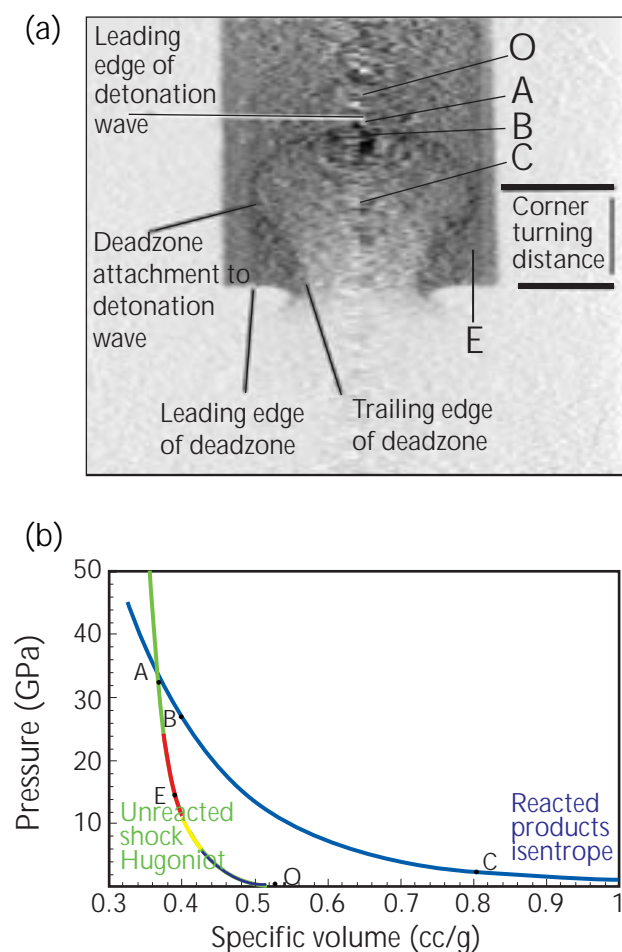 (a)
Leading
edge of
detonation
wave
O
A
B
C
Corner
turning
distance
Deadzone
attachment to
detonation
wave
E
Leading edge
of deadzone
Trailing edge
of deadzone
(b)
50
40
30
20
10
Pressure (GPa)
A
B
E
Unreacted
shock
Hugoniot
O
C
Reacted
products
isentrope
0.3 0.4 0.5 0.6 0.7 0.8 0.9 1
Specific volume (cc/g)